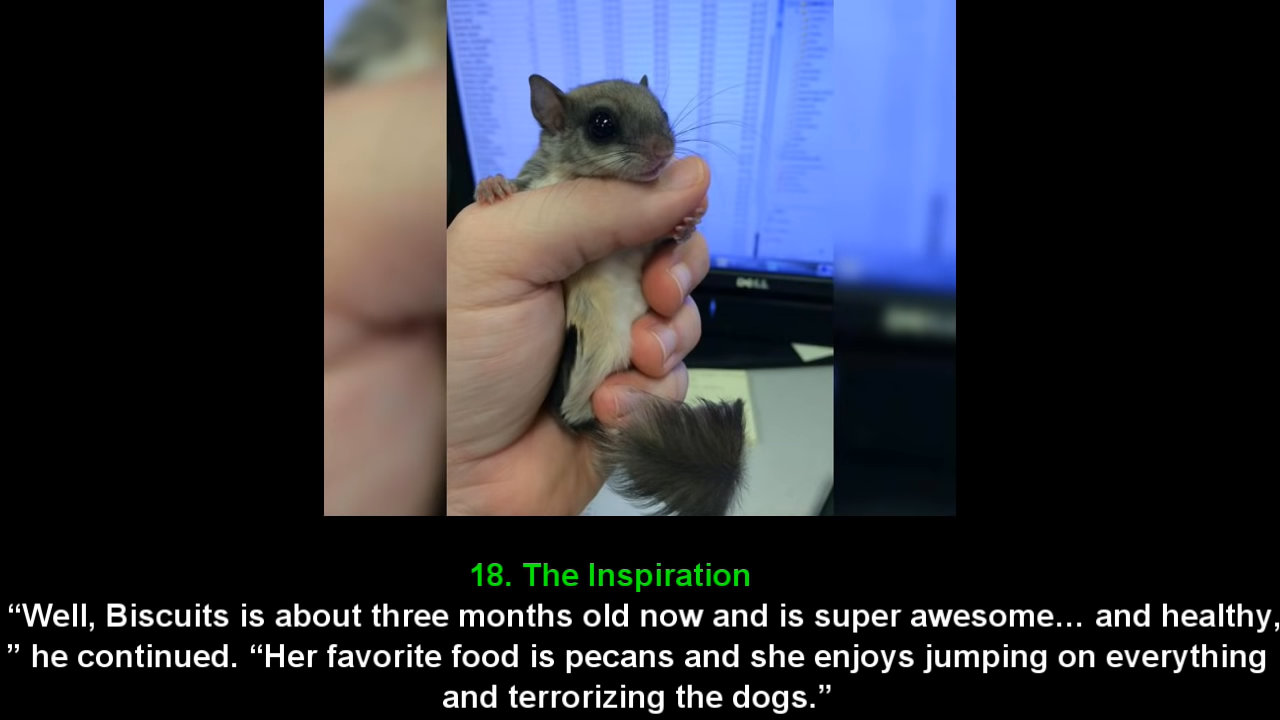 DELL
18. The Inspiration
“Well, Biscuits is about three months old now and is super awesome… and healthy,
” he continued. “Her favorite food is pecans and she enjoys jumping on everything
and terrorizing the dogs.”